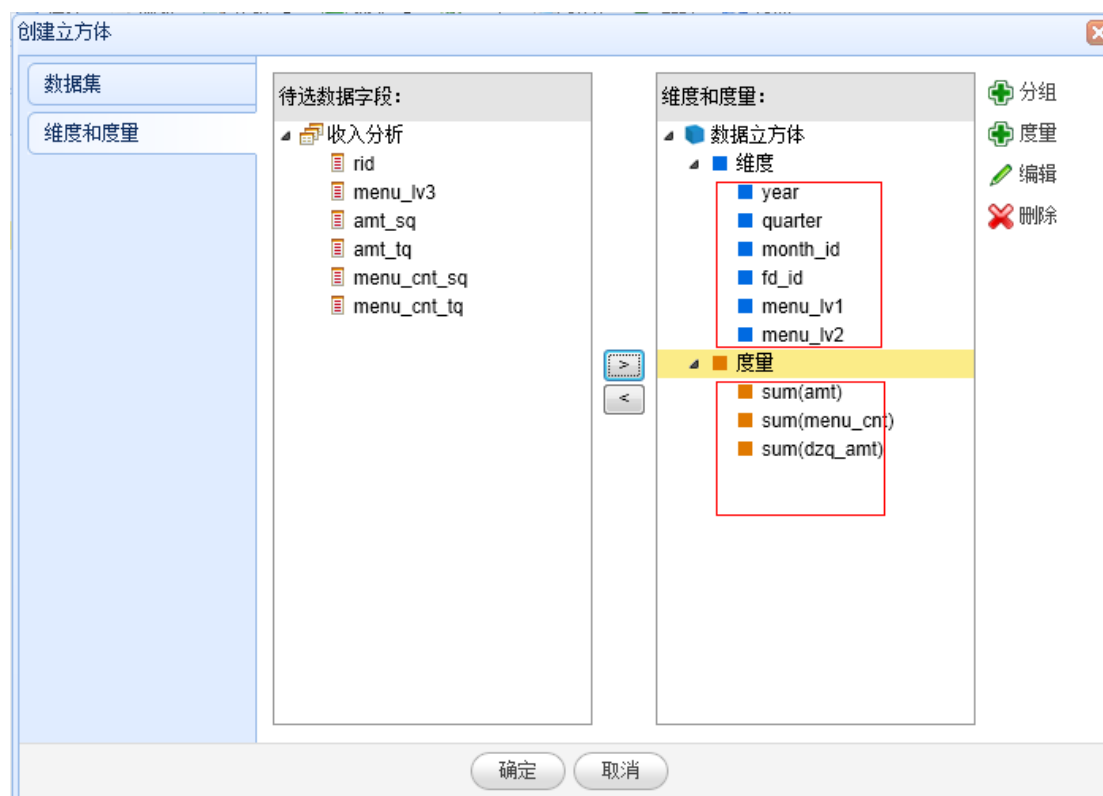 创建立方体
数据集
维度和度量
待选数据字段：
收入分析
rid
menu_lv3
amt_sq
amt_tq
menu_cnt_sq
menu_cnt_tq
>
<
维度和度量：
数据立方体
维度
year
quarter
month_id
fd_id
menu_lv1
menu_lv2
度量
sum(amt)
sum(menu_cnt)
sum(dzq_amt)
分组
度量
编辑
删除
确定
取消